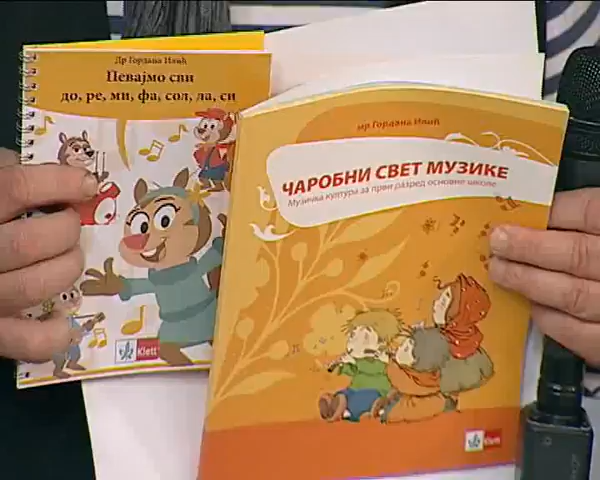 Др Гордана Илић
Певајмо сви
до, ре, ми, фа, сол, ла, си
Klett
мр Гордана Илић
ЧАРОБНИ СВЕТ МУЗИКЕ
Музичка култура за први разред основне школе
Klett